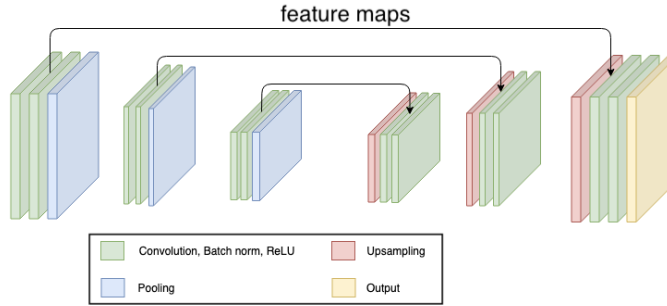 feature maps
Convolution, Batch norm, ReLU
Upsampling
Pooling
Output